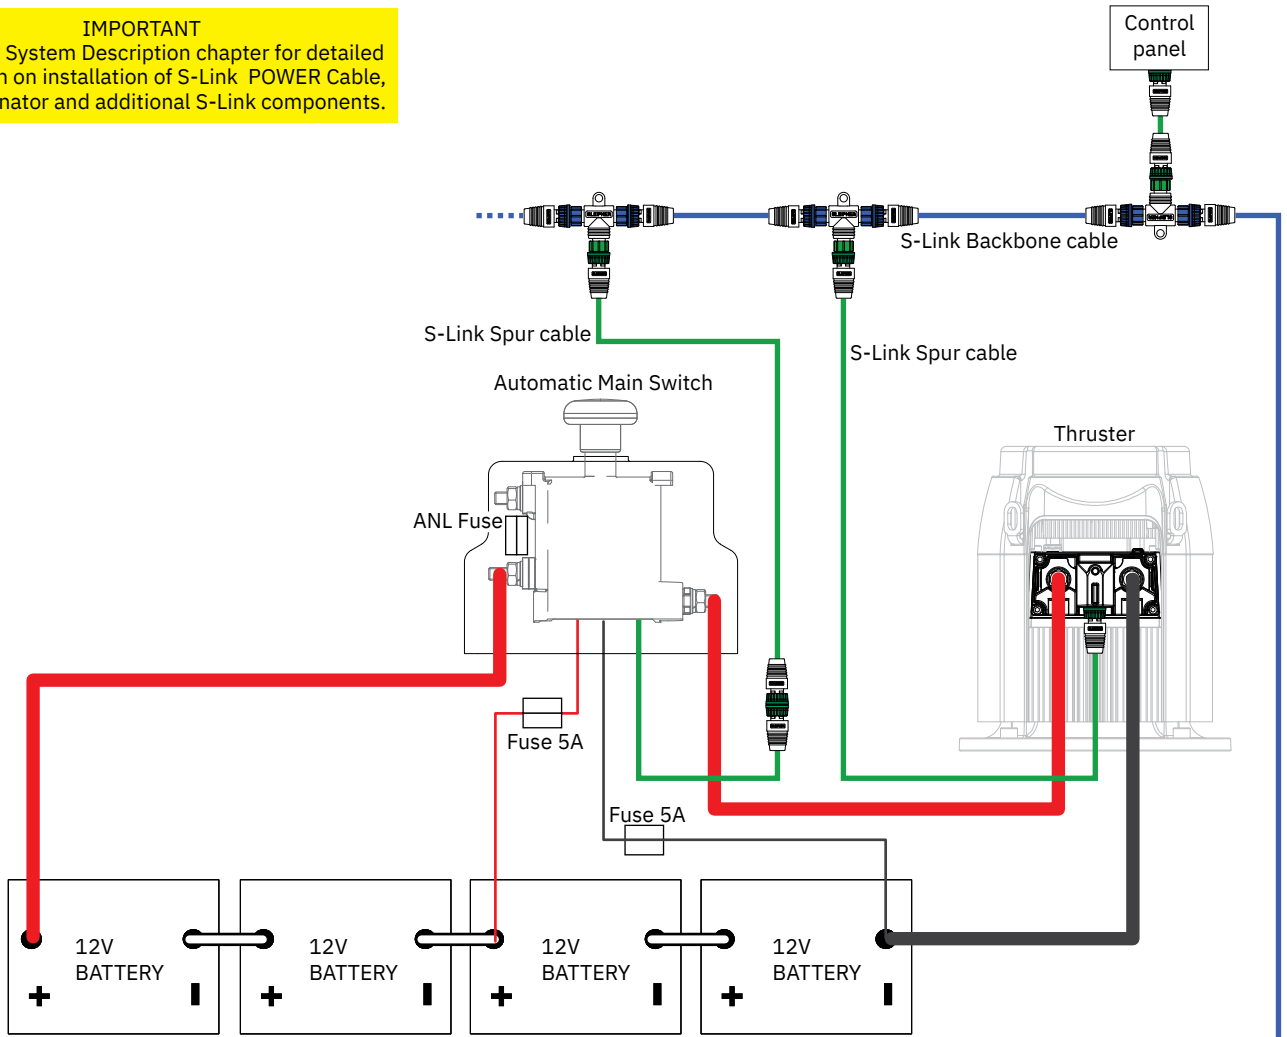 IMPORTANT
System Description chapter for detailed
on installation of S-Link POWER Cable,
and additional S-Link components.
Control
panel
S-Link Backbone cable
S-Link Spur cable
S-Link Spur cable
Automatic Main Switch
Thruster
ANL Fuse
Fuse 5A
Fuse 5A
12V
BATTERY
+ -
12V
BATTERY
+ -
12V
BATTERY
+ -
12V
BATTERY
+ -